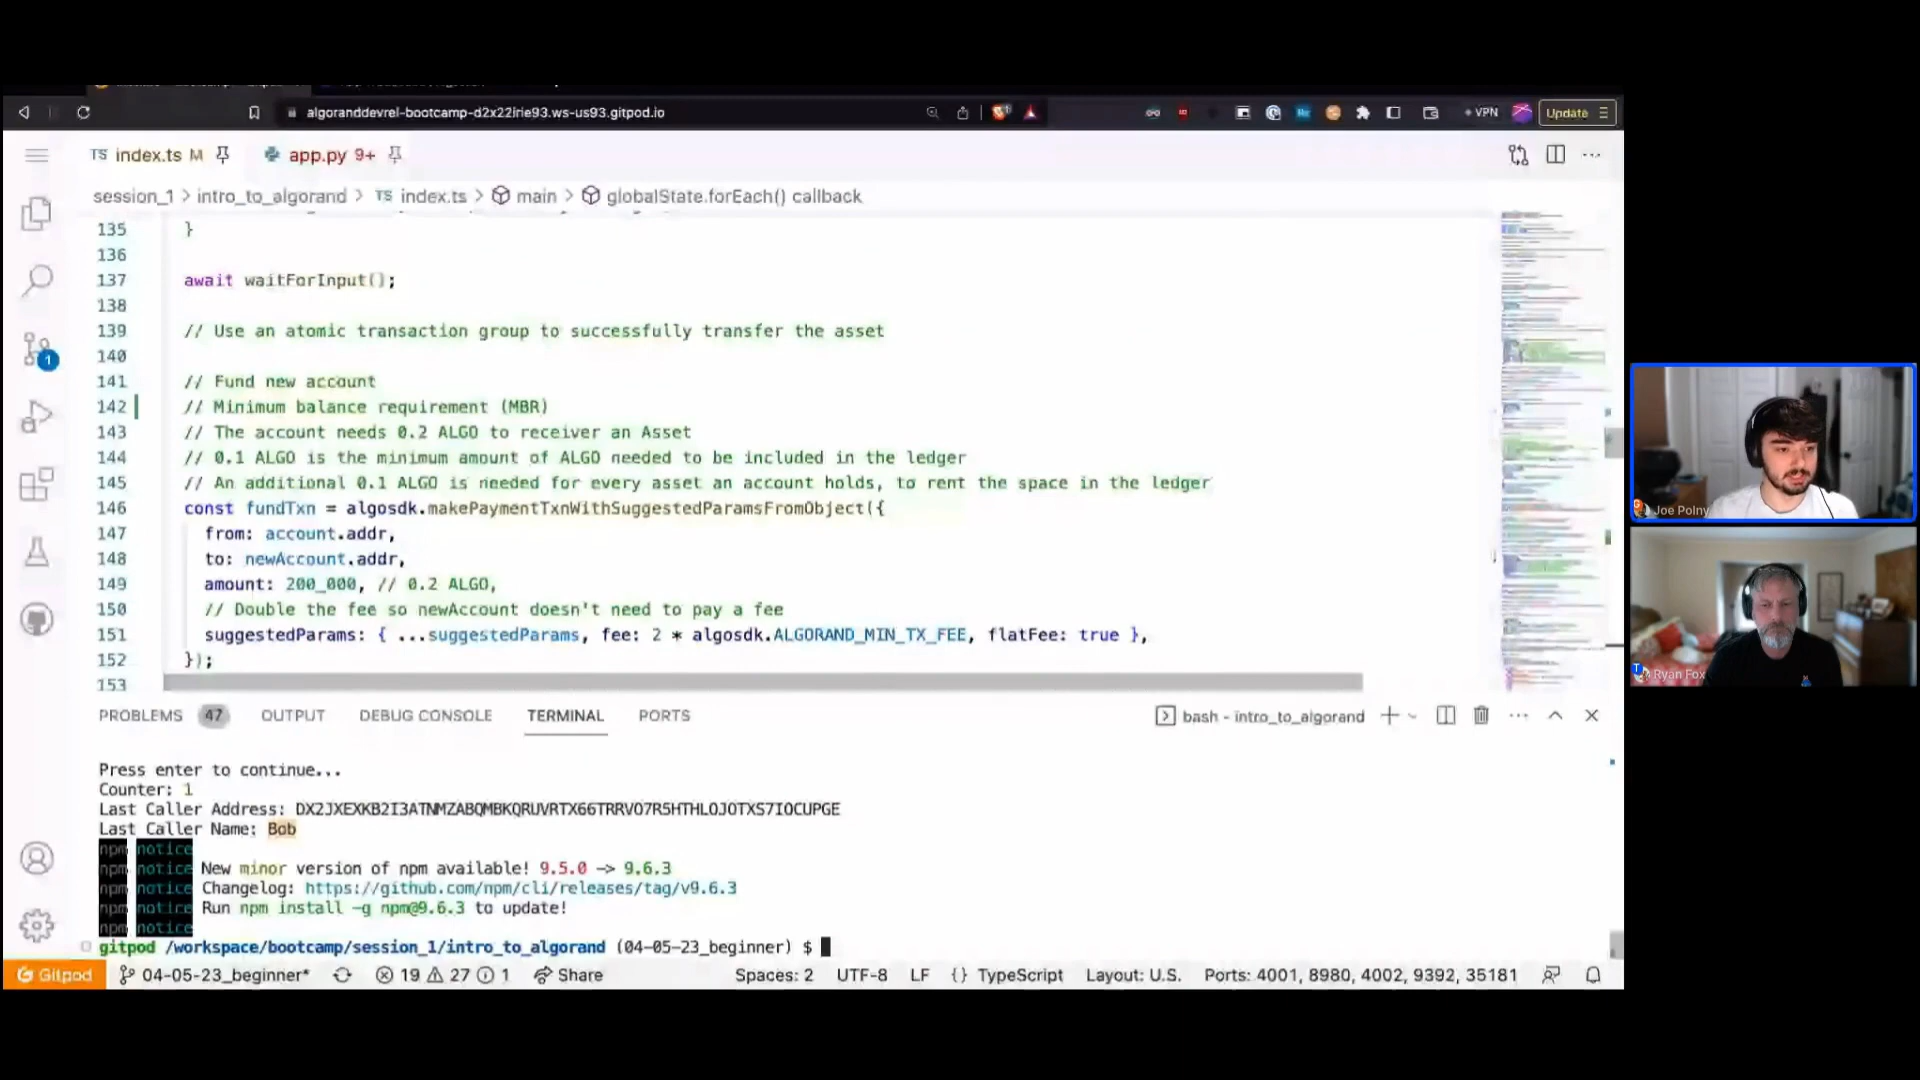 algoranddevrel-bootcamp-d2x22irie93.ws-us93.gitpod.io
VPN
Update
TS index.ts M
app.py 9+
session_1 > intro_to_algorand > TS index.ts > main > globalState.forEach() callback
135 }
136
137 await waitForInput();
138
139 // Use an atomic transaction group to successfully transfer the asset
140
141 // Fund new account
142 // Minimum balance requirement (MBR)
143 // The account needs 0.2 ALGO to receiver an Asset
144 // 0.1 ALGO is the minimum amount of ALGO needed to be included in the ledger
145 // An additional 0.1 ALGO is needed for every asset an account holds, to rent the space in the ledger
146 const fundTxn = algosdk.makePaymentTxnWithSuggestedParamsFromObject({
147 from: account.addr,
148 to: newAccount.addr,
149 amount: 200_000, // 0.2 ALGO,
150 // Double the fee so newAccount doesn't need to pay a fee
151 suggestedParams: { ...suggestedParams, fee: 2 * algosdk.ALGORAND_MIN_TX_FEE, flatFee: true },
152 });
153
PROBLEMS 47 OUTPUT DEBUG CONSOLE TERMINAL PORTS
bash - intro_to_algorand
Press enter to continue...
Counter: 1
Last Caller Address: DX2JXEXKB2I3ATNMZABQMBKQRUVRTX66TRRVO7R5HTHLOJOTXS7IOCUPGE
Last Caller Name: Bob
npm notice
npm notice New minor version of npm available! 9.5.0 -> 9.6.3
npm notice Changelog: https://github.com/npm/cli/releases/tag/v9.6.3
npm notice Run npm install -g npm@9.6.3 to update!
npm notice
gitpod /workspace/bootcamp/session_1/intro_to_algorand (04-05-23_beginner) $
Gitpod 04-05-23_beginner* 19 27 1 Share
Spaces: 2 UTF-8 LF {} TypeScript Layout: U.S. Ports: 4001, 8980, 4002, 9392, 35181
1
Joe Polny
Ryan Fox